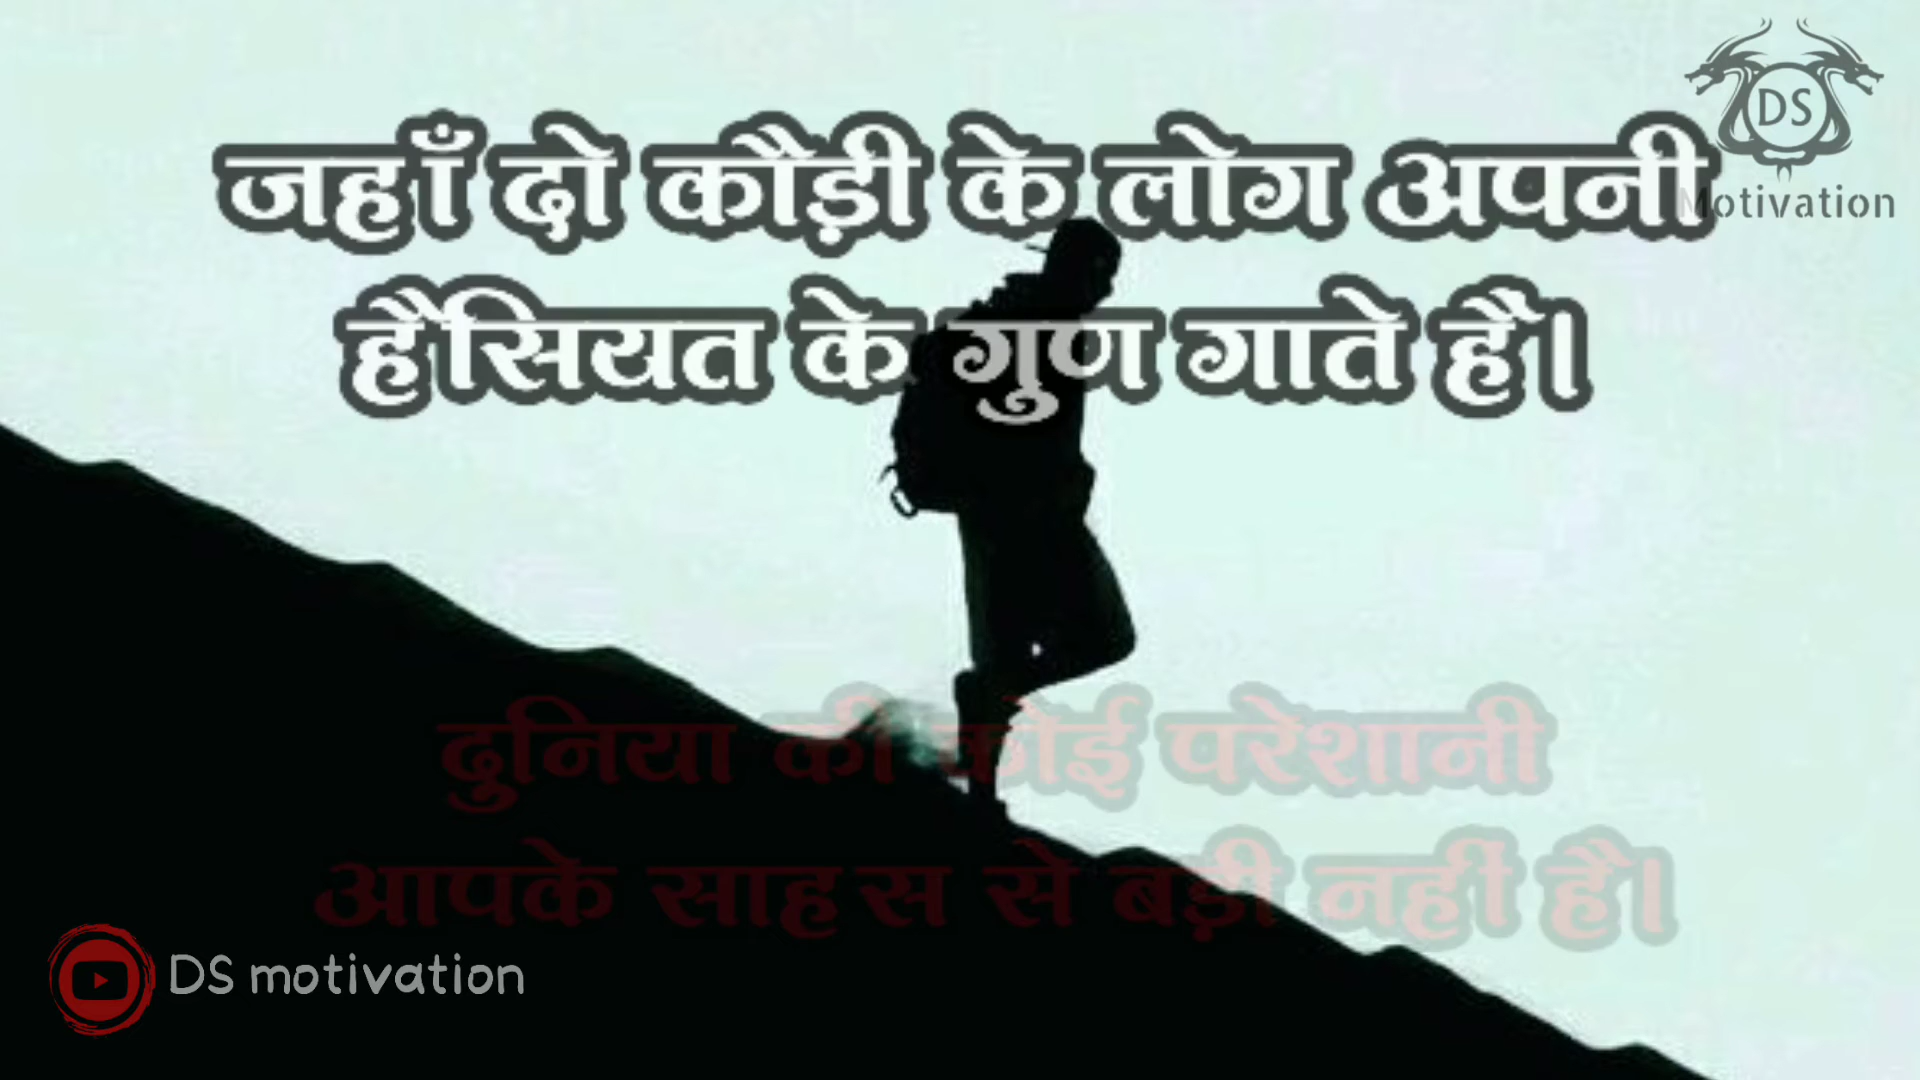 DS
Motivation
जहाँ दो कौड़ी के लोग अपनी
हैसियत के गुण गाते हैं।
दुनिया की कोई परेशानी
आपके साहस से बड़ी नहीं है।
DS motivation